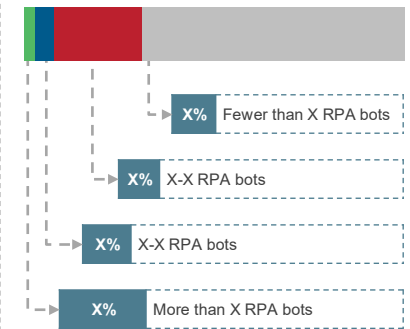 X% Fewer than X RPA bots
X% X-X RPA bots
X% X-X RPA bots
X% More than X RPA bots